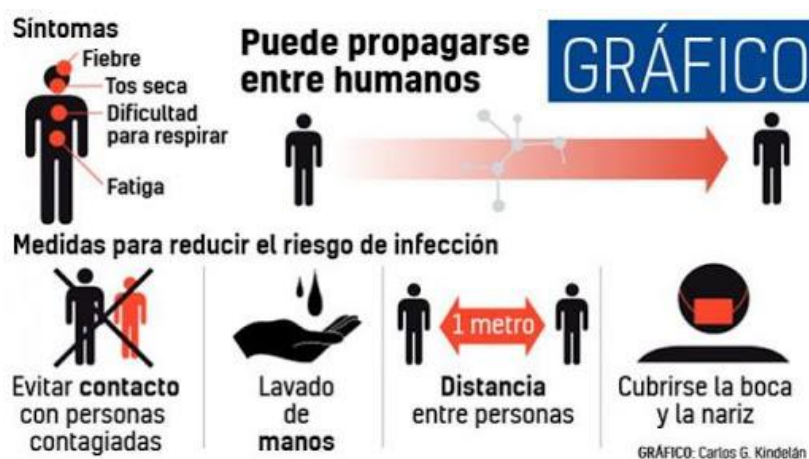 Síntomas
Fiebre
Tos seca
Dificultad
para respirar
Fatiga
Puede propagarse
entre humanos
GRÁFICO
Medidas para reducir el riesgo de infección
Evitar contacto
con personas
contagiadas
Lavado
de
manos
1 metro
Distancia
entre personas
Cubrirse la boca
y la nariz
GRÁFICO: Carlos G. Kindelán